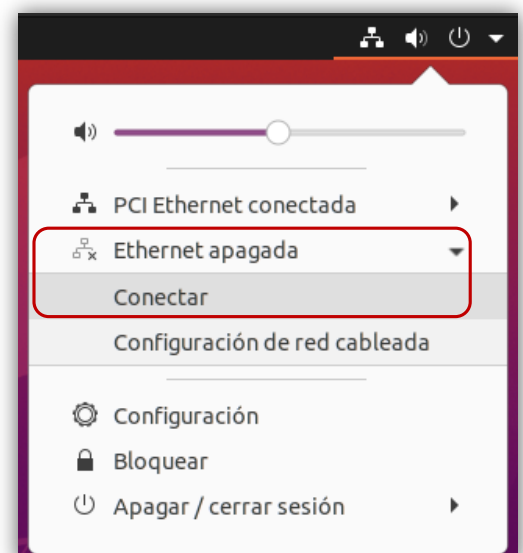 PCI Ethernet conectada
Ethernet apagada
Conectar
Configuración de red cableada
Configuración
Bloquear
Apagar / cerrar sesión